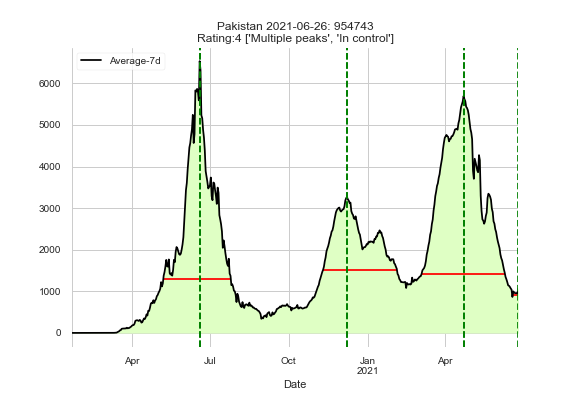 Pakistan 2021-06-26: 954743
Rating:4 ['Multiple peaks', 'In control']
Average-7d
6000
5000
4000
3000
2000
1000
0
Apr
Jul
Oct
Jan
2021
Apr
Date